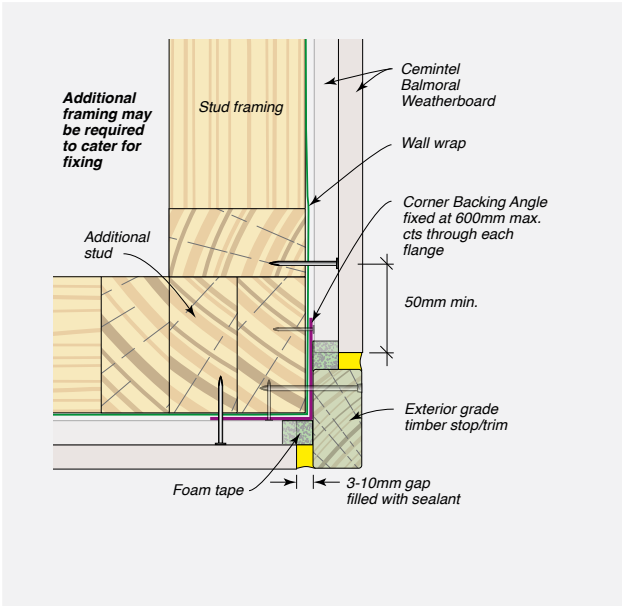 Additional
framing may
be required
to cater for
fixing
Stud framing
Cemintel
Balmoral
Weatherboard
Wall wrap
Corner Backing Angle
fixed at 600mm max.
cts through each
flange
Additional
stud
50mm min.
Exterior grade
timber stop/trim
Foam tape
3-10mm gap
filled with sealant